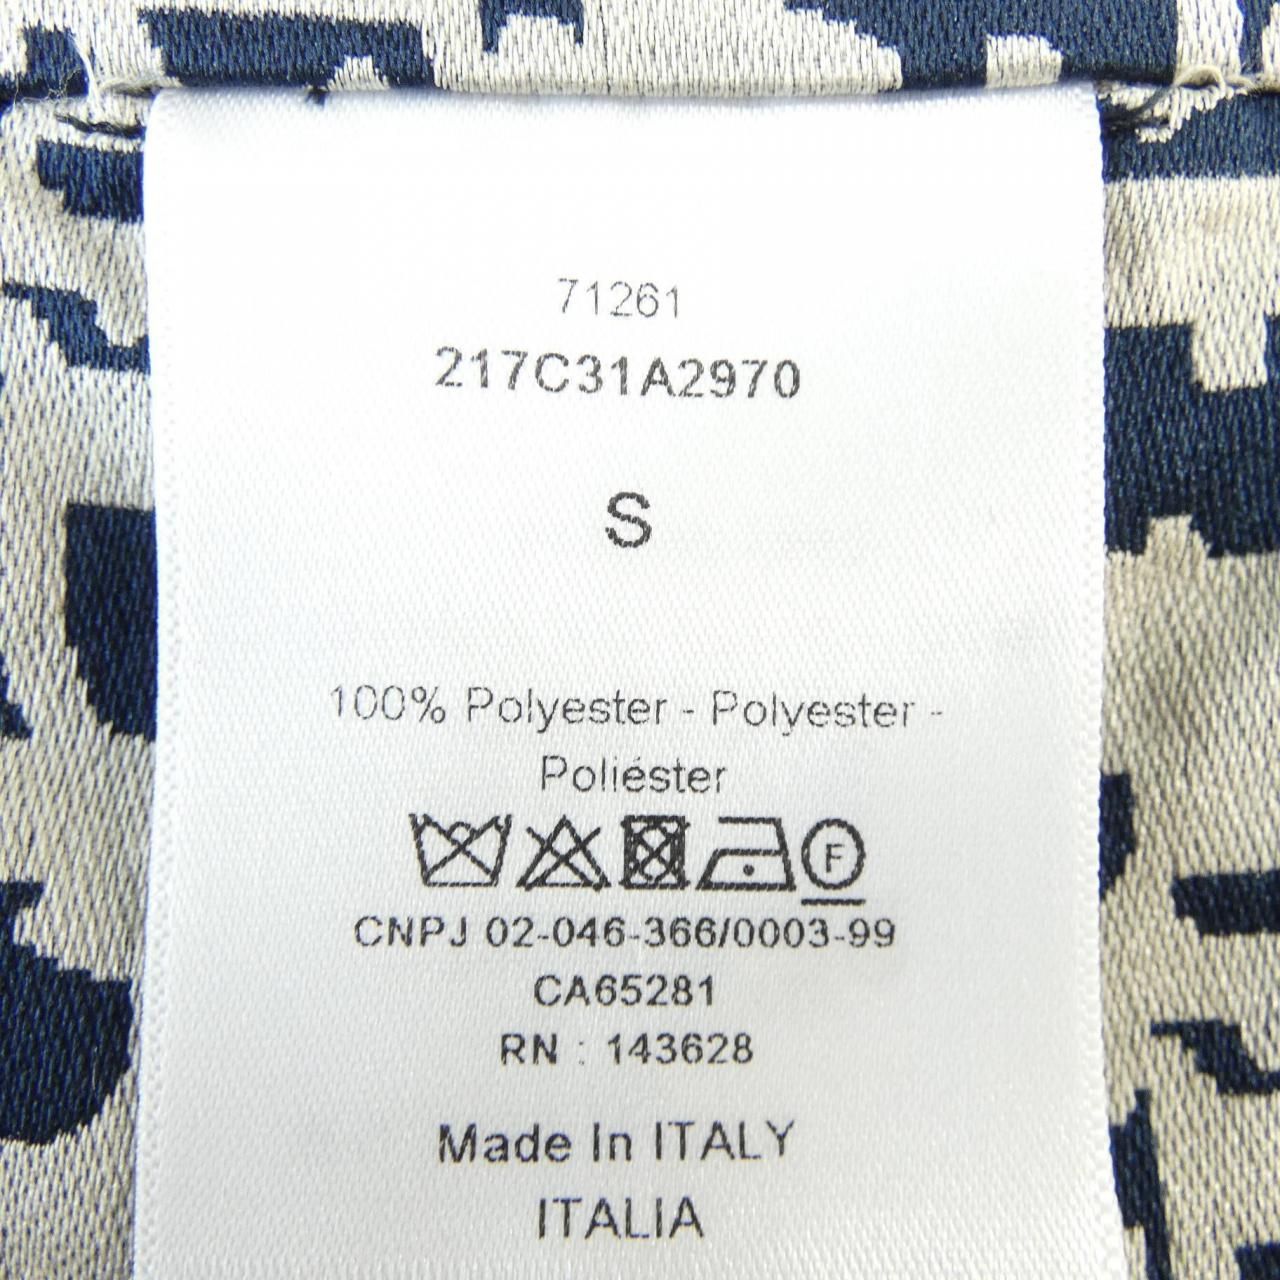 71261
217C31A2970
S
100% Polyester - Polyester -
Poliéster
F
CNPJ 02-046-366/0003-99
CA65281
RN : 143628
Made In ITALY
ITALIA